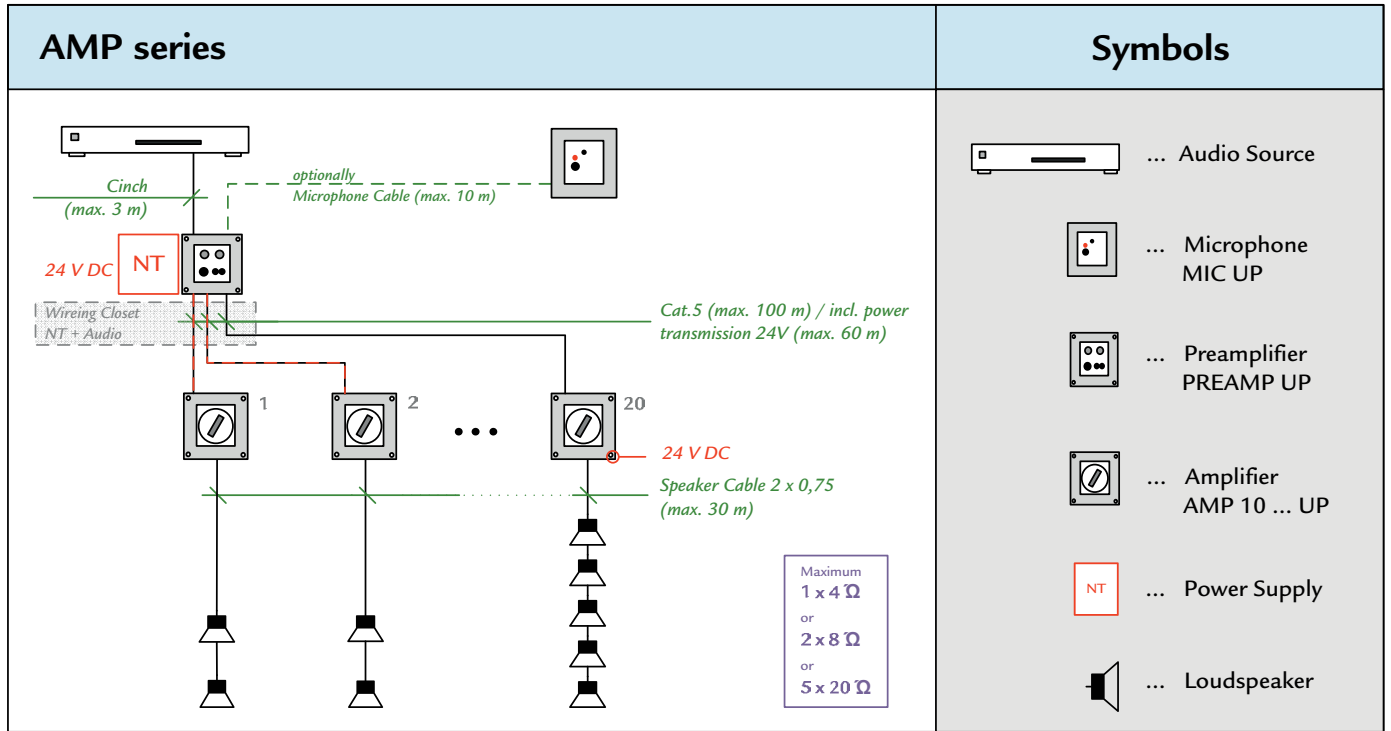 AMP series
Symbols
Cinch
(max. 3 m)
optionally
Microphone Cable (max. 10 m)
24 V DC
NT
Wireing Closet
NT + Audio
Cat.5 (max. 100 m) / incl. power
transmission 24V (max. 60 m)
1
2
...
20
24 V DC
Speaker Cable 2 x 0,75
(max. 30 m)
Maximum
1 x 4 Ω
or
2 x 8 Ω
or
5 x 20 Ω
... Audio Source
... Microphone
MIC UP
... Preamplifier
PREAMP UP
... Amplifier
AMP 10 ... UP
NT ... Power Supply
... Loudspeaker